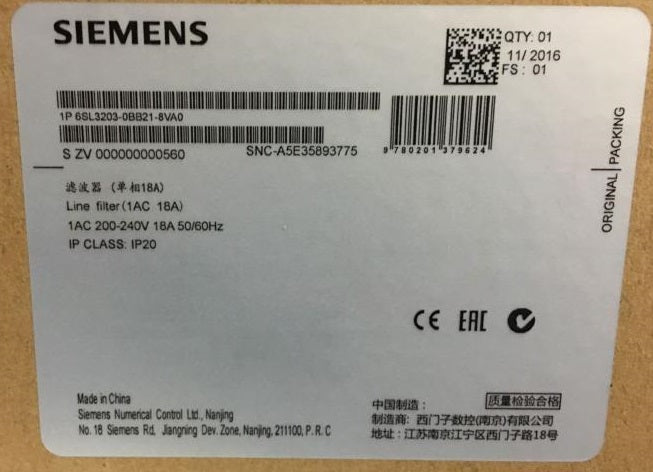 SIEMENS
QTY: 01
11/2016
FS : 01
1P 6SL3203-0BB21-8VA0
S ZV 000000000560
SNC-A5E35893775
9 780201 379624
ORIGINAL PACKING
滤波器 (单相18A)
Line filter(1AC 18A)
1AC 200-240V 18A 50/60Hz
IP CLASS: IP20
CE EAC
Made in China
Siemens Numerical Control Ltd., Nanjing
No. 18 Siemens Rd, Jiangning Dev. Zone, Nanjing, 211100, P. R. C
中国制造：
质量检验合格
制造商: 西门子数控(南京)有限公司
地址 : 江苏南京江宁区西门子路18号